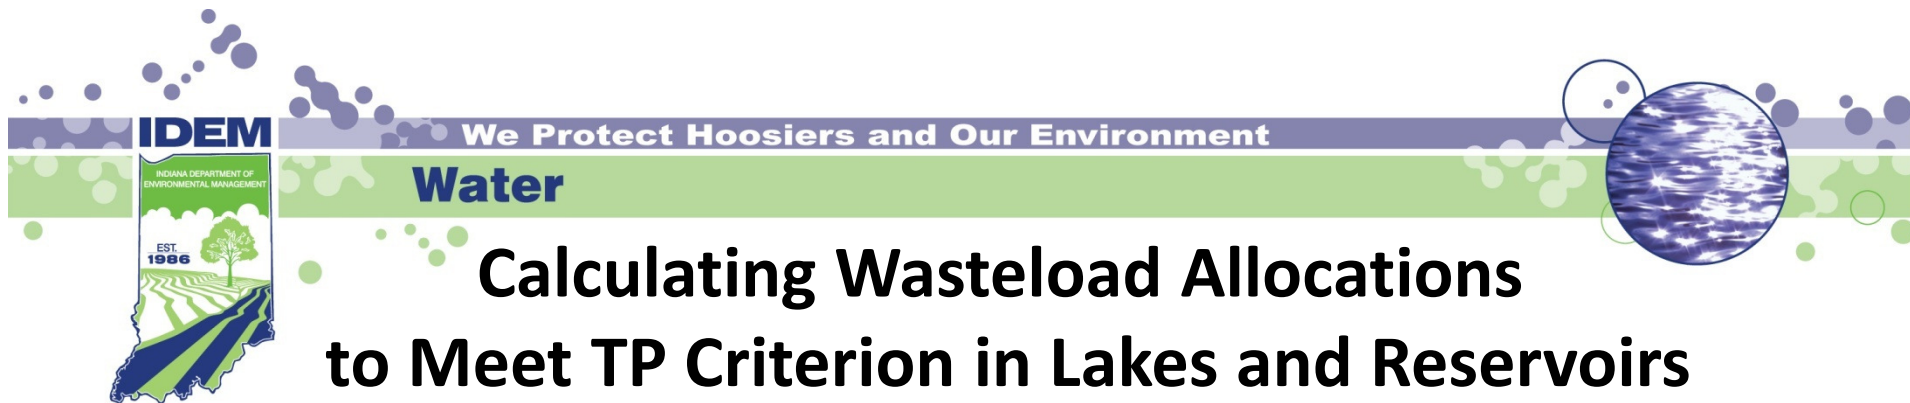 IDEM
We Protect Hoosiers and Our Environment
INDIANA DEPARTMENT OF
ENVIRONMENTAL MANAGEMENT
Water
EST.
1986
Calculating Wasteload Allocations
to Meet TP Criterion in Lakes and Reservoirs